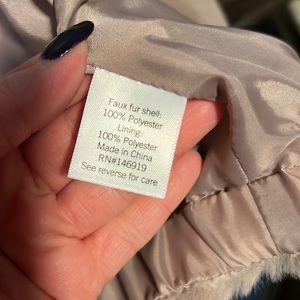 Faux fur shell:
100% Polyester
Lining:
100% Polyester
Made in China
RN#146919
See reverse for care